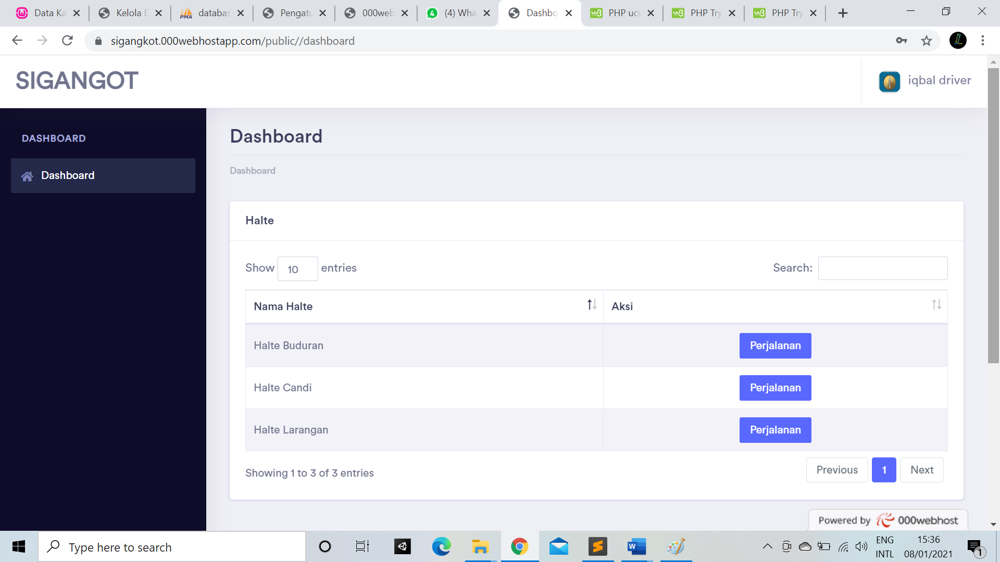 Data Ka
Kelola D
databas
Pengatu
000web
(4) Wha
Dashbo
PHP ucv
PHP Try
PHP Try
sigangkot.000webhostapp.com/public//dashboard
SIGANGOT
iqbal driver
DASHBOARD
Dashboard
Dashboard
Dashboard
Halte
Show 10 entries
Search:
Nama Halte
Aksi
Halte Buduran
Perjalanan
Halte Candi
Perjalanan
Halte Larangan
Perjalanan
Showing 1 to 3 of 3 entries
Previous 1 Next
Powered by 000webhost
Type here to search
ENG
INTL
15:36
08/01/2021
1